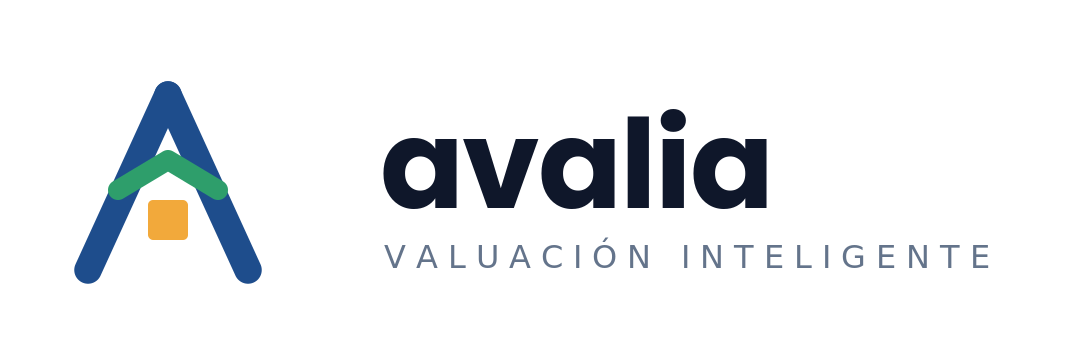 avalia
VALUACIÓN INTELIGENTE